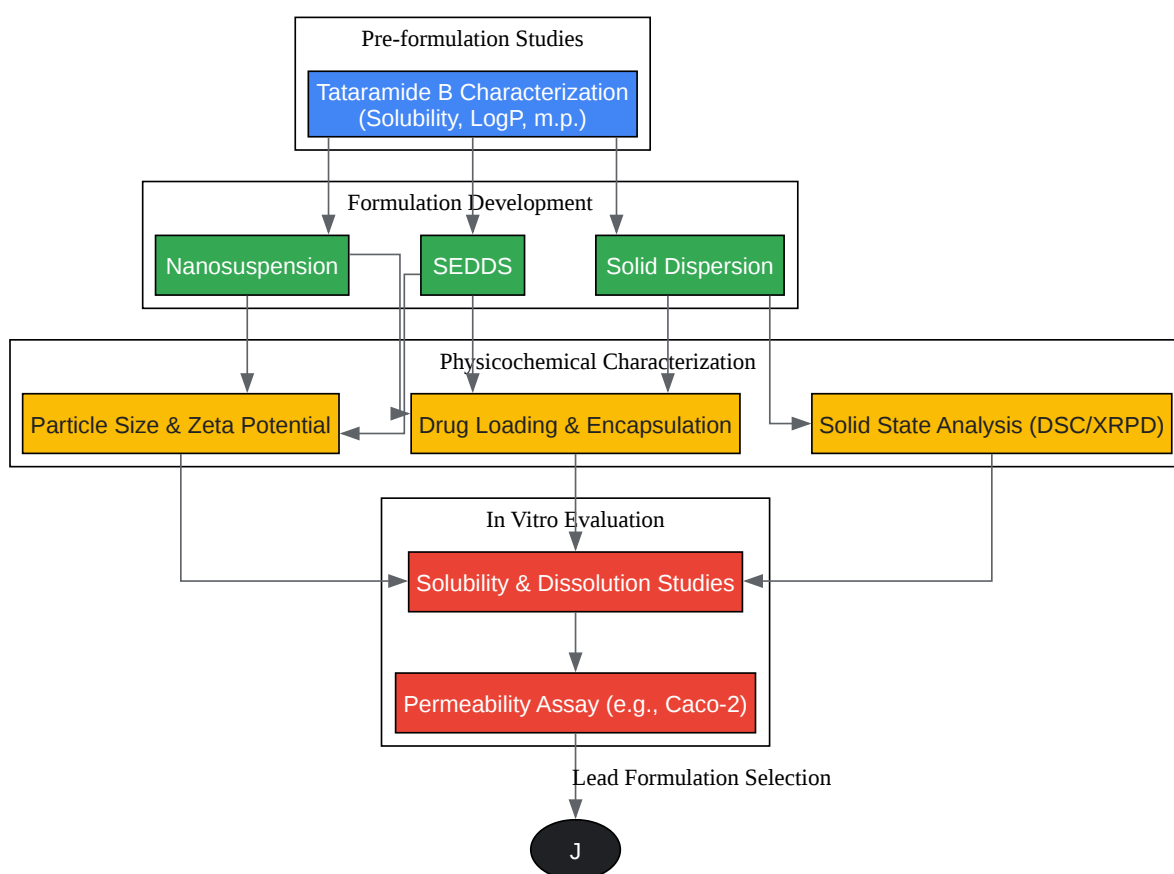 Pre-formulation Studies
Tataramide B Characterization
(Solubility, LogP, m.p.)
Formulation Development
Nanosuspension
SEDDS
Solid Dispersion
Physicochemical Characterization
Particle Size & Zeta Potential
Drug Loading & Encapsulation
Solid State Analysis (DSC/XRPD)
In Vitro Evaluation
Solubility & Dissolution Studies
Permeability Assay (e.g., Caco-2)
Lead Formulation Selection
J